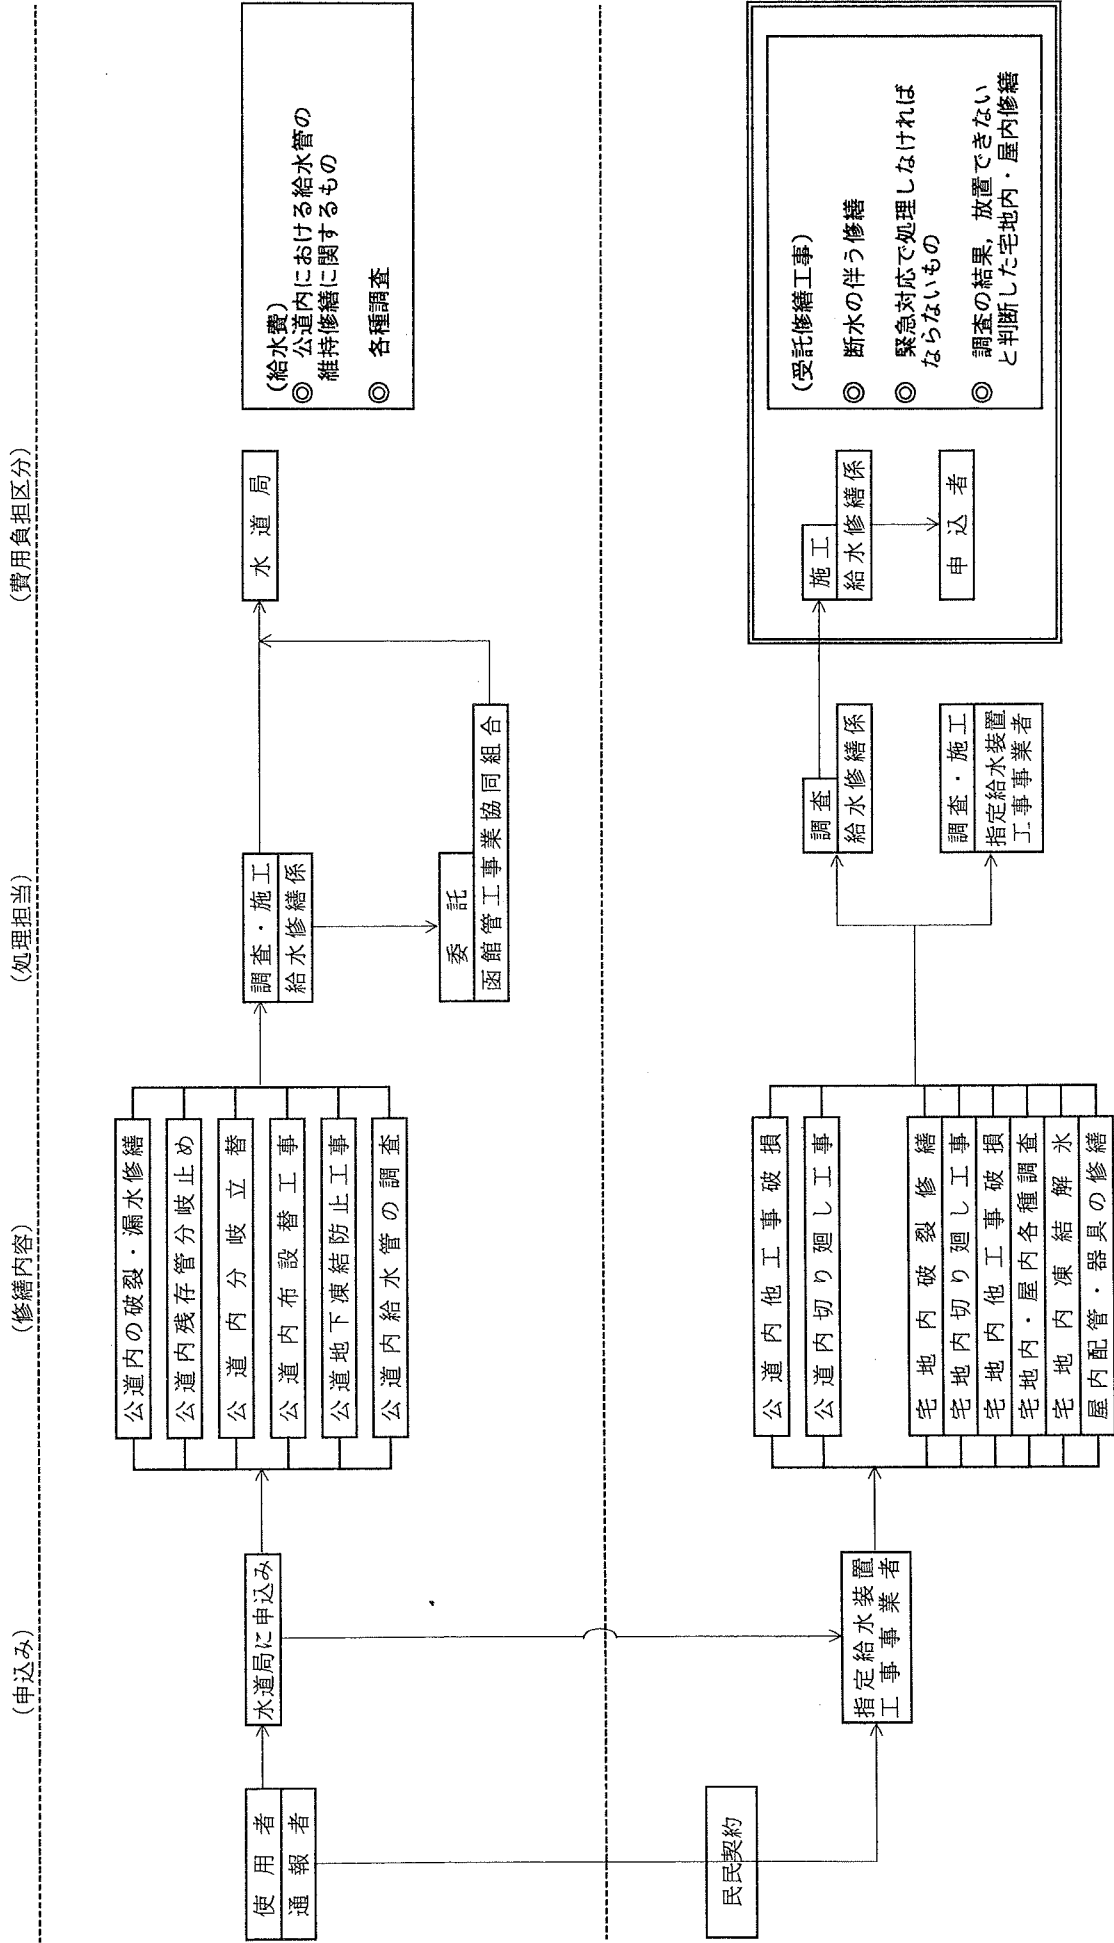 (申込み)
(修繕内容)
(処理担当)
(費用負担区分)
使用者
通報者
水道局に申込み
公道内の破裂・漏水修繕
公道内残存管分岐止め
公道内分岐立替
公道内布設替工事
公道地下凍結防止工事
公道内給水管の調査
調査・施工
給水修繕係
委託
函館管工事業協同組合
水道局
(給水費)
◎ 公道内における給水管の
維持修繕に関するもの
◎ 各種調査
民民契約
指定給水装置
工事事業者
公道内他工事破損
公道内切り廻し工事
宅地内破裂修繕
宅地内切り廻し工事
宅地内他工事破損
宅地内・屋内各種調査
宅地内凍結解氷
屋内配管・器具の修繕
調査
給水修繕係
調査・施工
指定給水装置
工事事業者
施工
給水修繕係
申込者
(受託修繕工事)
◎ 断水の伴う修繕
◎ 緊急対応で処理しなければ
ならないもの
◎ 調査の結果，放置できない
と判断した宅地内・屋内修繕